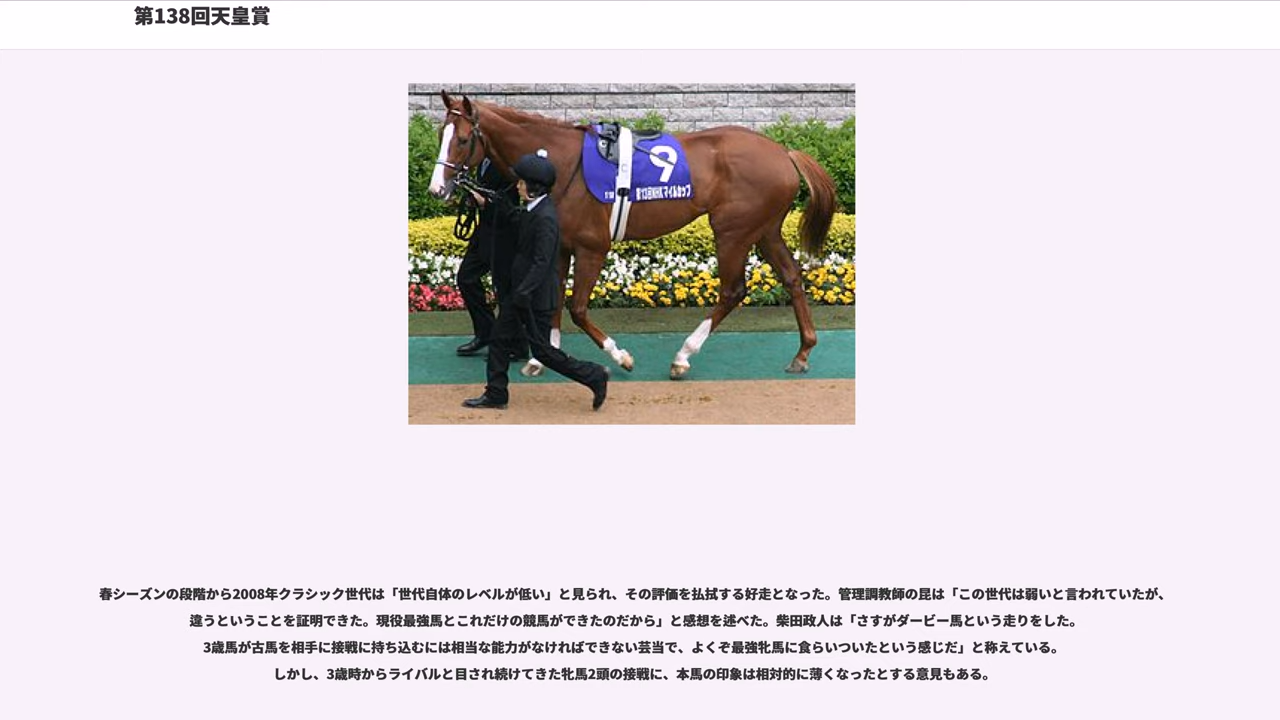 第138回天皇賞
9
第13回NHKマイルカップ
春シーズンの段階から2008年クラシック世代は「世代自体のレベルが低い」と見られ、その評価を払拭する好走となった。管理調教師の昆は「この世代は弱いと言われていたが、
違うということを証明できた。現役最強馬とこれだけの競馬ができたのだから」と感想を述べた。柴田政人は「さすがダービー馬という走りをした。
3歳馬が古馬を相手に接戦に持ち込むには相当な能力がなければできない芸当で、よくぞ最強牝馬に食らいついたという感じだ」と称えている。
しかし、3歳時からライバルと目され続けてきた牝馬2頭の接戦に、本馬の印象は相対的に薄くなったとする意見もある。